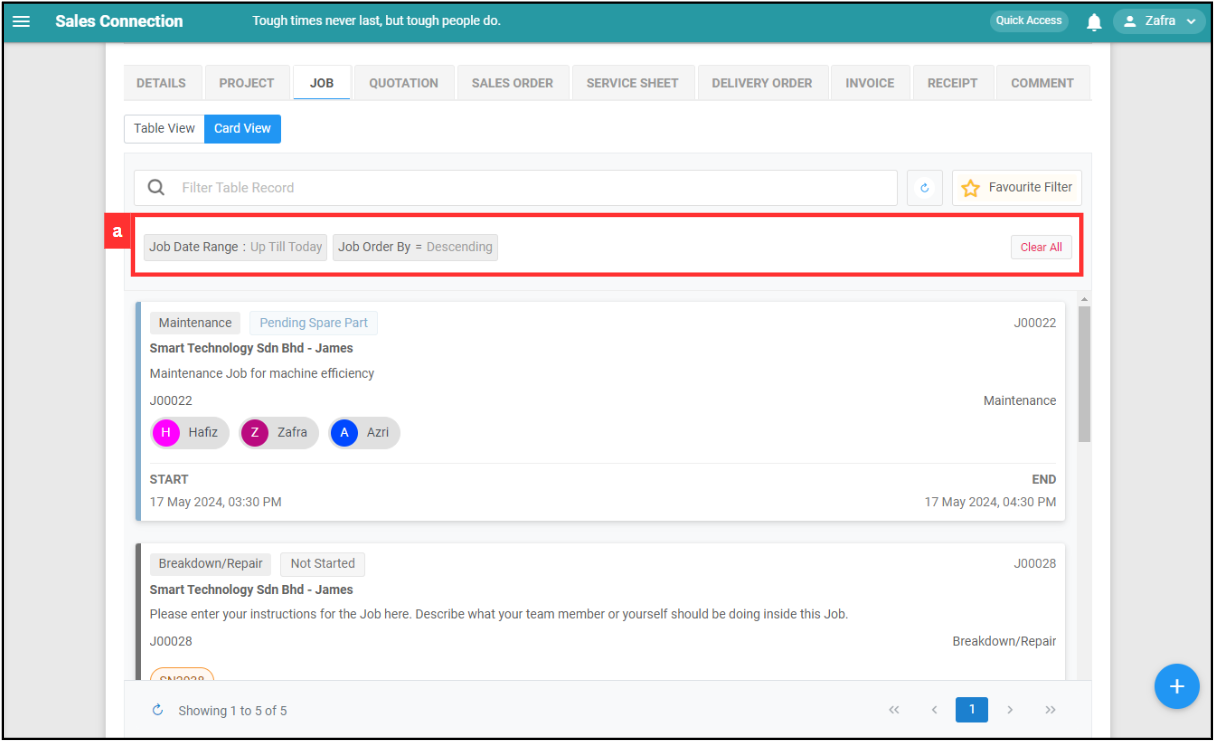 Sales Connection Tough times never last, but tough people do. Quick Access Zafra
DETAILS PROJECT JOB QUOTATION SALES ORDER SERVICE SHEET DELIVERY ORDER INVOICE RECEIPT COMMENT
Table View Card View
Filter Table Record Favourite Filter
a
Job Date Range : Up Till Today Job Order By = Descending Clear All
Maintenance Pending Spare Part J00022
Smart Technology Sdn Bhd - James
Maintenance Job for machine efficiency
J00022 Maintenance
H Hafiz Z Zafra A Azri
START END
17 May 2024, 03:30 PM 17 May 2024, 04:30 PM
Breakdown/Repair Not Started J00028
Smart Technology Sdn Bhd - James
Please enter your instructions for the Job here. Describe what your team member or yourself should be doing inside this Job.
J00028 Breakdown/Repair
Showing 1 to 5 of 5 << < 1 > >>